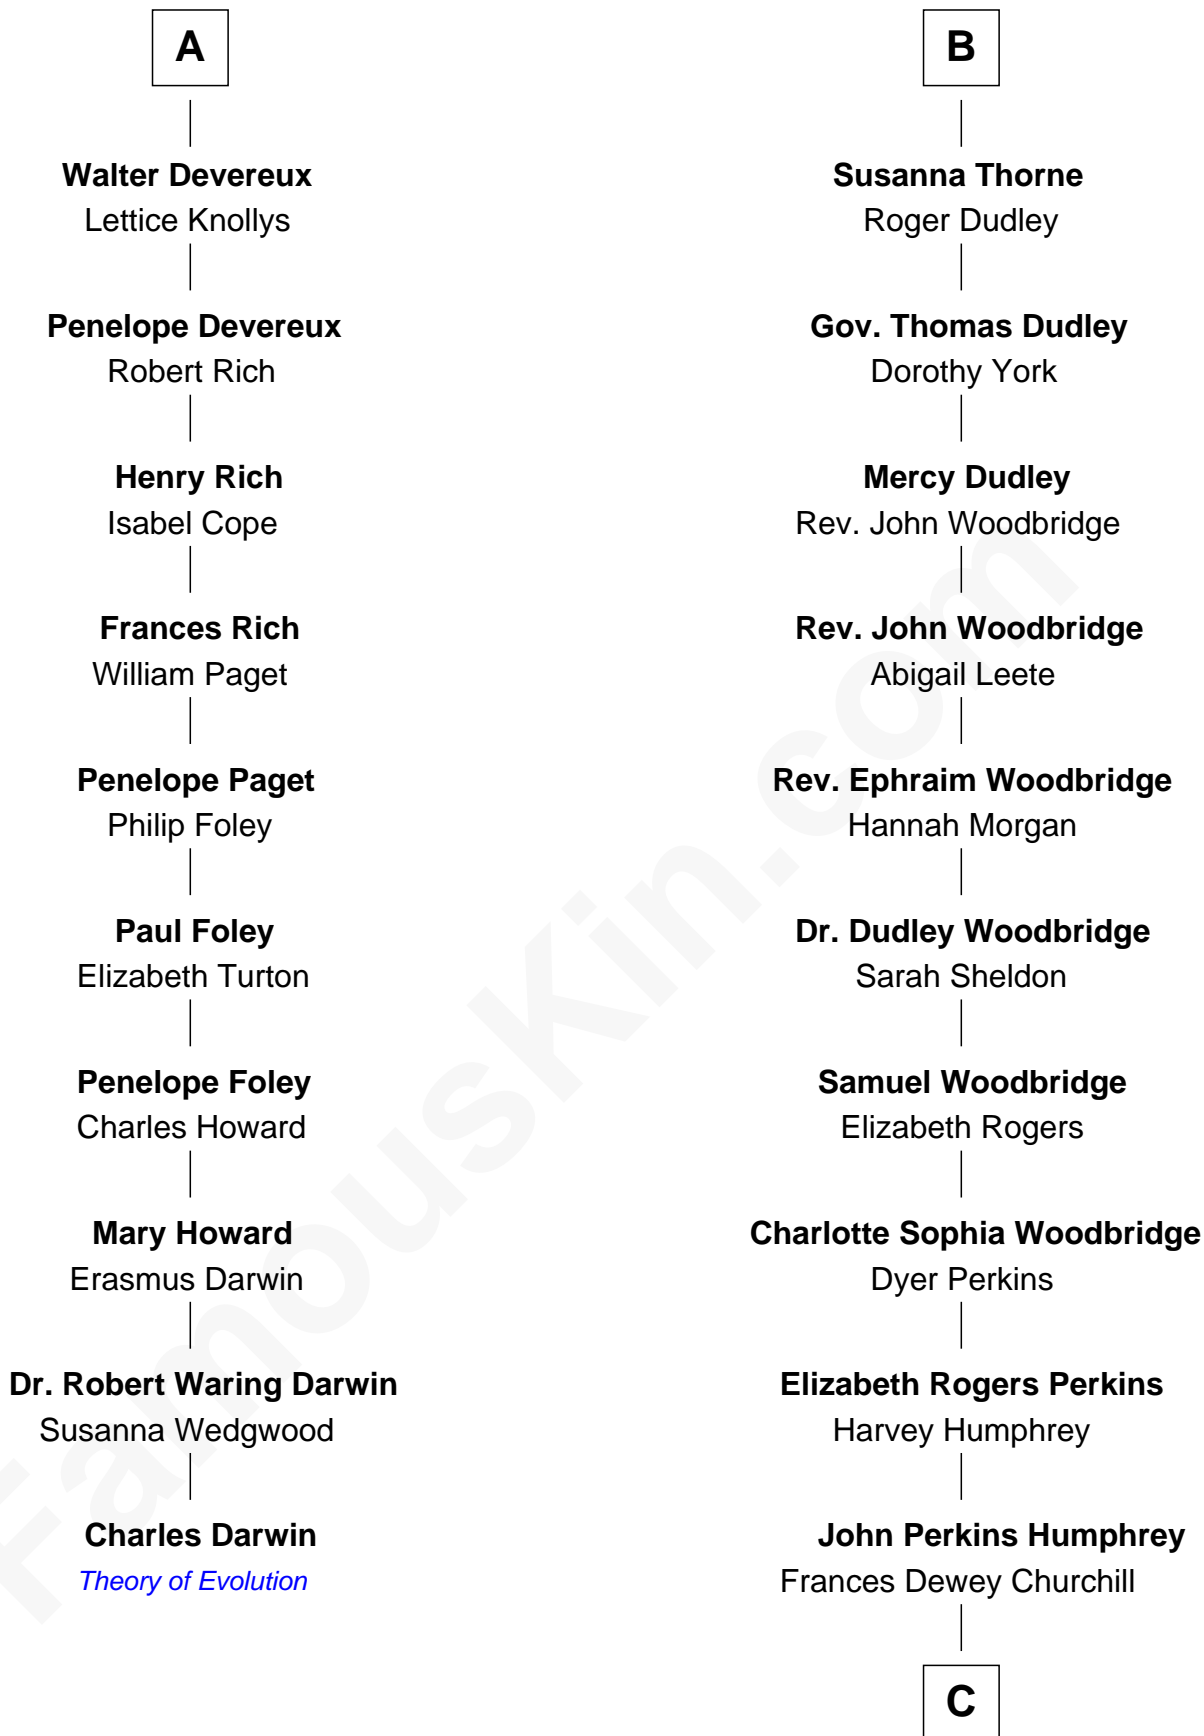 A
Walter Devereux
Lettice Knollys
Penelope Devereux
Robert Rich
Henry Rich
Isabel Cope
Frances Rich
William Paget
Penelope Paget
Philip Foley
Paul Foley
Elizabeth Turton
Penelope Foley
Charles Howard
Mary Howard
Erasmus Darwin
Dr. Robert Waring Darwin
Susanna Wedgwood
Charles Darwin
Theory of Evolution
B
Susanna Thorne
Roger Dudley
Gov. Thomas Dudley
Dorothy York
Mercy Dudley
Rev. John Woodbridge
Rev. John Woodbridge
Abigail Leete
Rev. Ephraim Woodbridge
Hannah Morgan
Dr. Dudley Woodbridge
Sarah Sheldon
Samuel Woodbridge
Elizabeth Rogers
Charlotte Sophia Woodbridge
Dyer Perkins
Elizabeth Rogers Perkins
Harvey Humphrey
John Perkins Humphrey
Frances Dewey Churchill
C
FamousKin.com